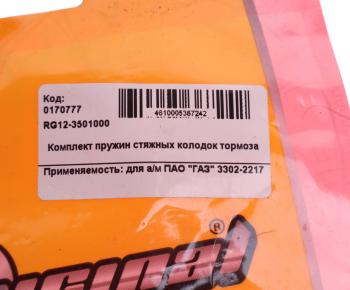 Код:
0170777
4610005367242
RG12-3501000
Комплект пружин стяжных колодок тормоза
Применяемость: для а/м ПАО "ГАЗ" 3302-2217
®